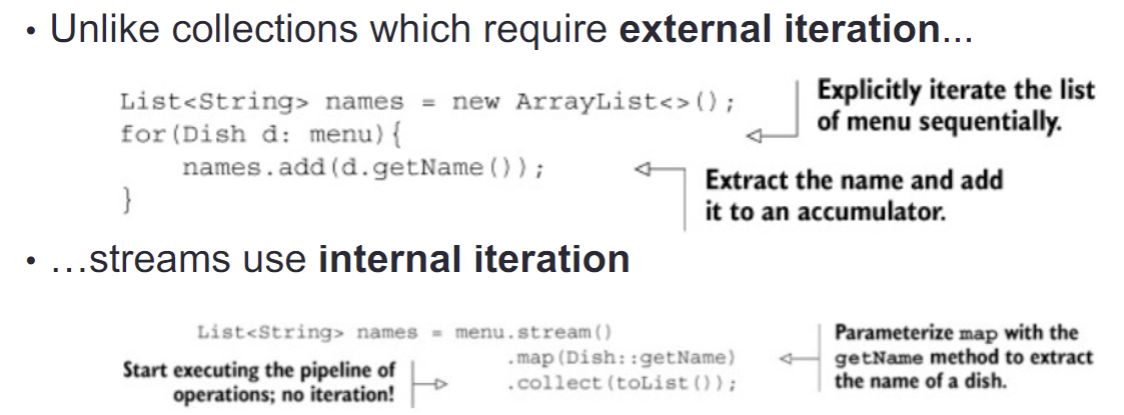 • Unlike collections which require external iteration...
List<String> names = new ArrayList<>();
for(Dish d: menu){
names.add(d.getName());
}
Explicitly iterate the list
of menu sequentially.
Extract the name and add
it to an accumulator.
• …streams use internal iteration
List<String> names = menu.stream()
.map(Dish::getName)
.collect(toList());
Start executing the pipeline of
operations; no iteration!
Parameterize map with the
getName method to extract
the name of a dish.